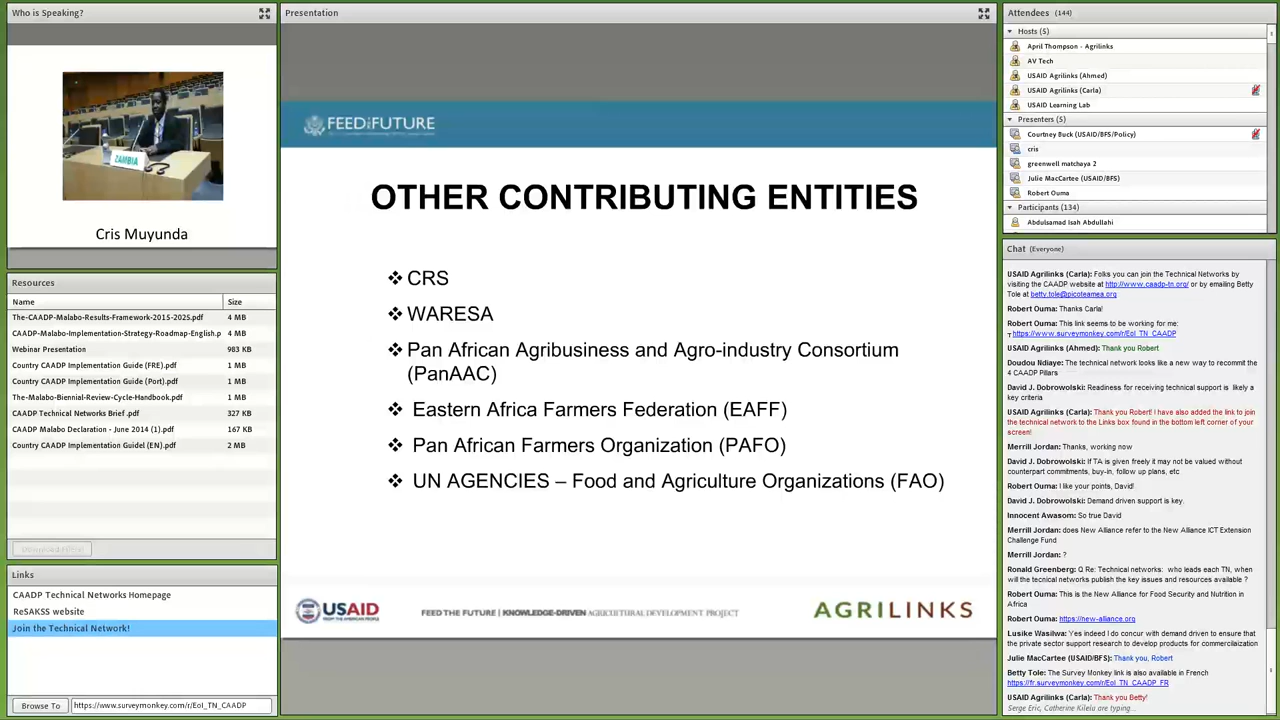 Who is Speaking?
ZAMBIA
Cris Muyunda
Resources
Name Size
The-CAADP-Malabo-Results-Framework-2015-2025.pdf 4 MB
CAADP-Malabo-Implementation-Strategy-Roadmap-English.p 4 MB
Webinar Presentation 983 KB
Country CAADP Implementation Guide (FRE).pdf 1 MB
Country CAADP Implementation Guide (Port).pdf 1 MB
The-Malabo-Biennial-Review-Cycle-Handbook.pdf 1 MB
CAADP Technical Networks Brief.pdf 327 KB
CAADP Malabo Declaration - June 2014 (1).pdf 167 KB
Country CAADP Implementation Guidel (EN).pdf 2 MB
Download File(s)
Links
CAADP Technical Networks Homepage
ReSAKSS website
Join the Technical Network!
Browse To https://www.surveymonkey.com/r/EoI_TN_CAADP
Presentation
FEED THE FUTURE
OTHER CONTRIBUTING ENTITIES
❖ CRS
❖ WARESA
❖ Pan African Agribusiness and Agro-industry Consortium
(PanAAC)
❖ Eastern Africa Farmers Federation (EAFF)
❖ Pan African Farmers Organization (PAFO)
❖ UN AGENCIES – Food and Agriculture Organizations (FAO)
USAID
FROM THE AMERICAN PEOPLE
FEED THE FUTURE | KNOWLEDGE-DRIVEN AGRICULTURAL DEVELOPMENT PROJECT
AGRILINKS
Attendees (144)
Hosts (5)
April Thompson - Agrilinks
AV Tech
USAID Agrilinks (Ahmed)
USAID Agrilinks (Carla)
USAID Learning Lab
Presenters (5)
Courtney Buck (USAID/BFS/Policy)
cris
greenwell matchaya 2
Julie MacCartee (USAID/BFS)
Robert Ouma
Participants (134)
Abdulsamad Isah Abdullahi
Chat (Everyone)
USAID Agrilinks (Carla): Folks you can join the Technical Networks by
visiting the CAADP website at http://www.caadp-tn.org/ or by emailing Betty
Tole at betty.tole@picoteamea.org
Robert Ouma: Thanks Carla!
Robert Ouma: This link seems to be working for me:
https://www.surveymonkey.com/r/EoI_TN_CAADP
USAID Agrilinks (Ahmed): Thank you Robert
Doudou Ndiaye: The technical network looks like a new way to recommit the
4 CAADP Pillars
David J. Dobrowolski: Readiness for receiving technical support is likely a
key criteria
USAID Agrilinks (Carla): Thank you Robert! I have also added the link to join
the technical network to the Links box found in the bottom left corner of your
screen!
Merrill Jordan: Thanks, working now
David J. Dobrowolski: If TA is given freely it may not be valued without
counterpart commitments, buy-in, follow up plans, etc
Robert Ouma: I like your points, David!
David J. Dobrowolski: Demand driven support is key.
Innocent Awasom: So true David
Merrill Jordan: does New Alliance refer to the New Alliance ICT Extension
Challenge Fund
Merrill Jordan: ?
Ronald Greenberg: Q Re: Technical networks: who leads each TN, when
will the tecnical networks publish the key issues and resources available ?
Robert Ouma: This is the New Alliance for Food Security and Nutrition in
Africa
Robert Ouma: https://new-alliance.org
Lusike Wasilwa: Yes indeed I do concur with demand driven to ensure that
the private sector support research to develop products for commercilaization
Julie MacCartee (USAID/BFS): Thank you, Robert
Betty Tole: The Survey Monkey link is also available in French
https://fr.surveymonkey.com/r/EoI_TN_CAADP_FR
USAID Agrilinks (Carla): Thank you Betty!
Serge Eric, Catherine Kilelu are typing...